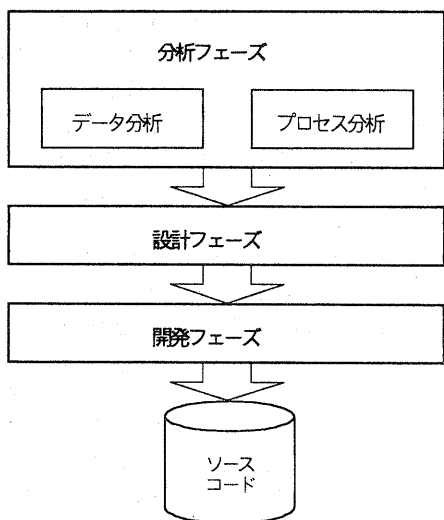 分析フェーズ
データ分析
プロセス分析
設計フェーズ
開発フェーズ
ソース
コード